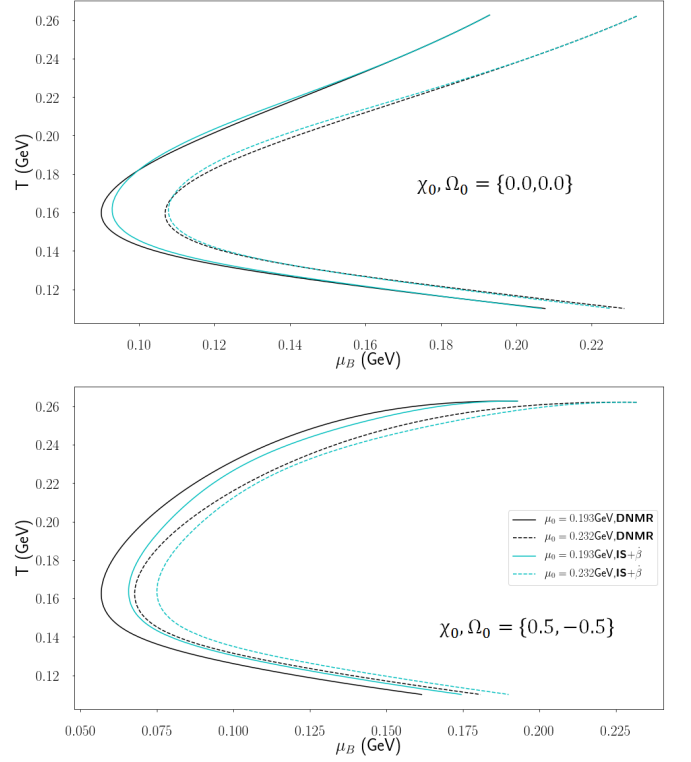 0.26
0.24
0.22
0.20
0.18
0.16
0.14
0.12
T (GeV)
χ₀, Ω₀ = {0.0,0.0}
0.10 0.12 0.14 0.16 0.18 0.20 0.22
μ_B (GeV)
0.26
0.24
0.22
0.20
0.18
0.16
0.14
0.12
T (GeV)
μ₀ = 0.193GeV,DNMR
μ₀ = 0.232GeV,DNMR
μ₀ = 0.193GeV,IS+β̇
μ₀ = 0.232GeV,IS+β̇
χ₀, Ω₀ = {0.5, −0.5}
0.050 0.075 0.100 0.125 0.150 0.175 0.200 0.225
μ_B (GeV)